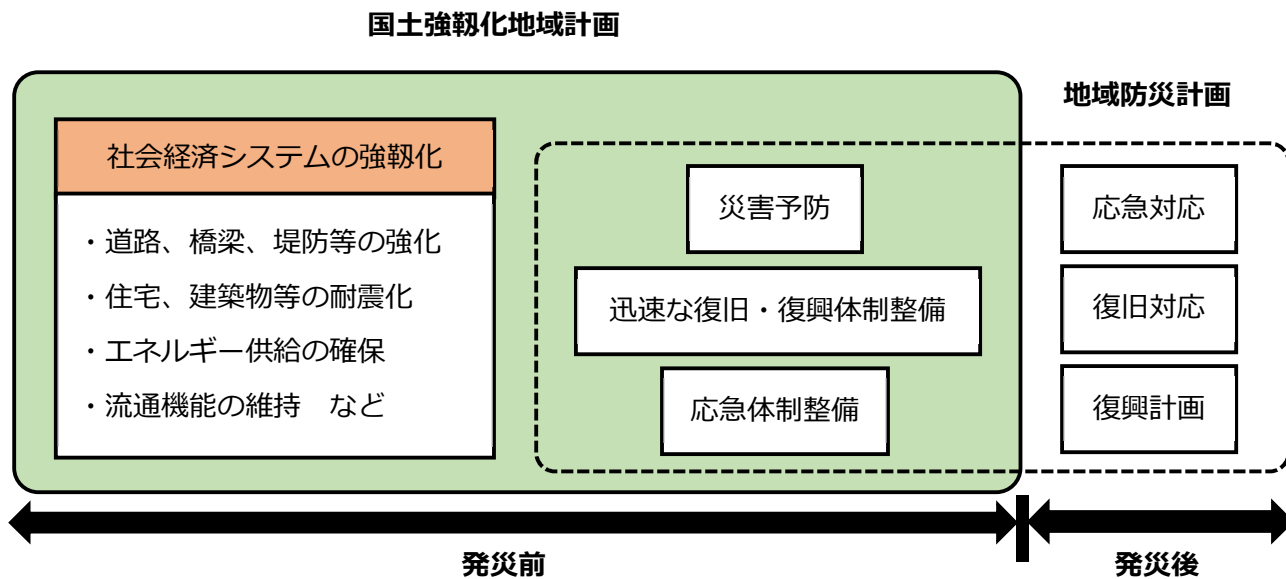 国土強靱化地域計画
地域防災計画
社会経済システムの強靱化
・道路、橋梁、堤防等の強化
・住宅、建築物等の耐震化
・エネルギー供給の確保
・流通機能の維持　など
災害予防
迅速な復旧・復興体制整備
応急体制整備
応急対応
復旧対応
復興計画
発災前
発災後